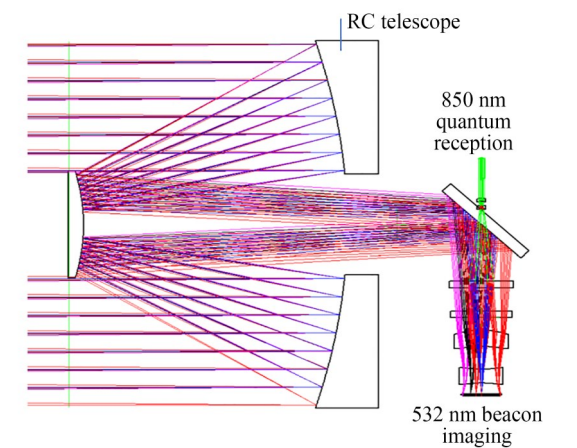 RC telescope
850 nm
quantum
reception
532 nm beacon
imaging